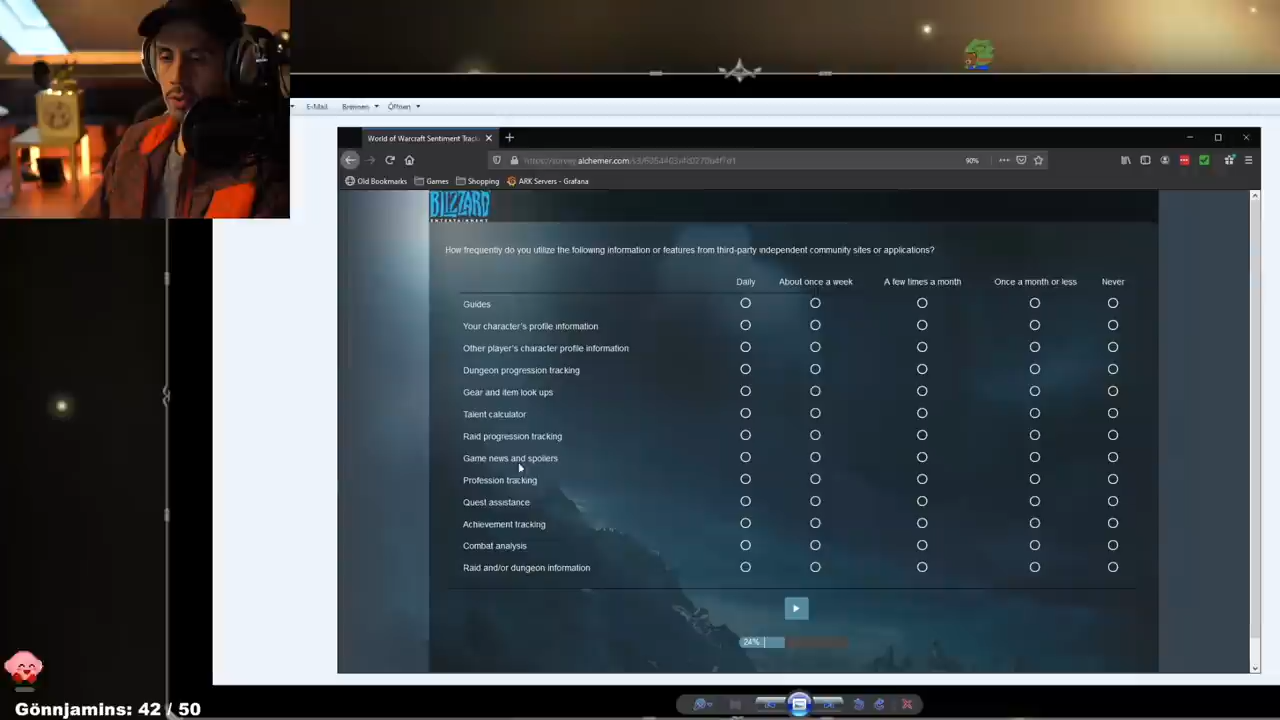 E-Mail Brennen Öffnen
World of Warcraft Sentiment Track
90%
Old Bookmarks Games Shopping ARK Servers - Grafana
BLIZZARD
ENTERTAINMENT
How frequently do you utilize the following information or features from third-party independent community sites or applications?
Daily About once a week A few times a month Once a month or less Never
Guides
Your character's profile information
Other player's character profile information
Dungeon progression tracking
Gear and item look ups
Talent calculator
Raid progression tracking
Game news and spoilers
Profession tracking
Quest assistance
Achievement tracking
Combat analysis
Raid and/or dungeon information
24%
Gönnjamins: 42 / 50